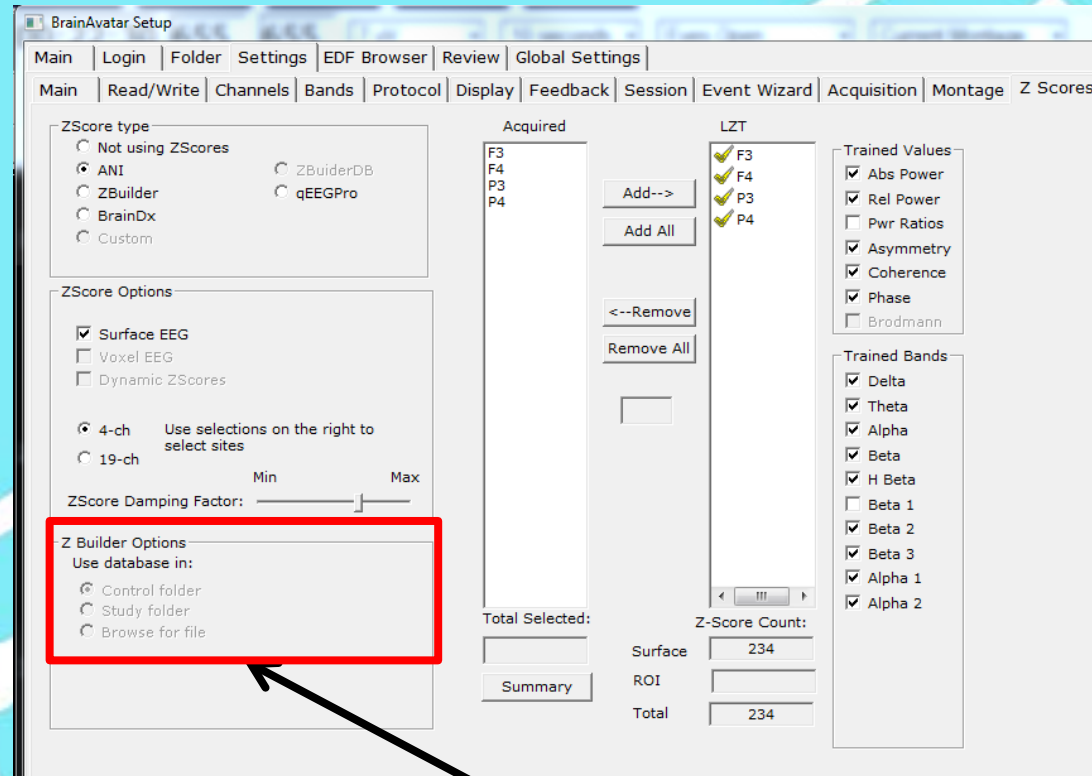 BrainAvatar Setup
Main Login Folder Settings EDF Browser Review Global Settings
Main Read/Write Channels Bands Protocol Display Feedback Session Event Wizard Acquisition Montage Z Scores
ZScore type
Not using ZScores
ANI ZBuiderDB
ZBuilder qEEGPro
BrainDx
Custom
ZScore Options
Surface EEG
Voxel EEG
Dynamic ZScores
4-ch Use selections on the right to
select sites
19-ch
Min Max
ZScore Damping Factor:
Z Builder Options
Use database in:
Control folder
Study folder
Browse for file
Acquired
F3
F4
P3
P4
Total Selected:
Summary
Add-->
Add All
<--Remove
Remove All
LZT
F3
F4
P3
P4
Z-Score Count:
Surface 234
ROI
Total 234
Trained Values
Abs Power
Rel Power
Pwr Ratios
Asymmetry
Coherence
Phase
Brodmann
Trained Bands
Delta
Theta
Alpha
Beta
H Beta
Beta 1
Beta 2
Beta 3
Alpha 1
Alpha 2